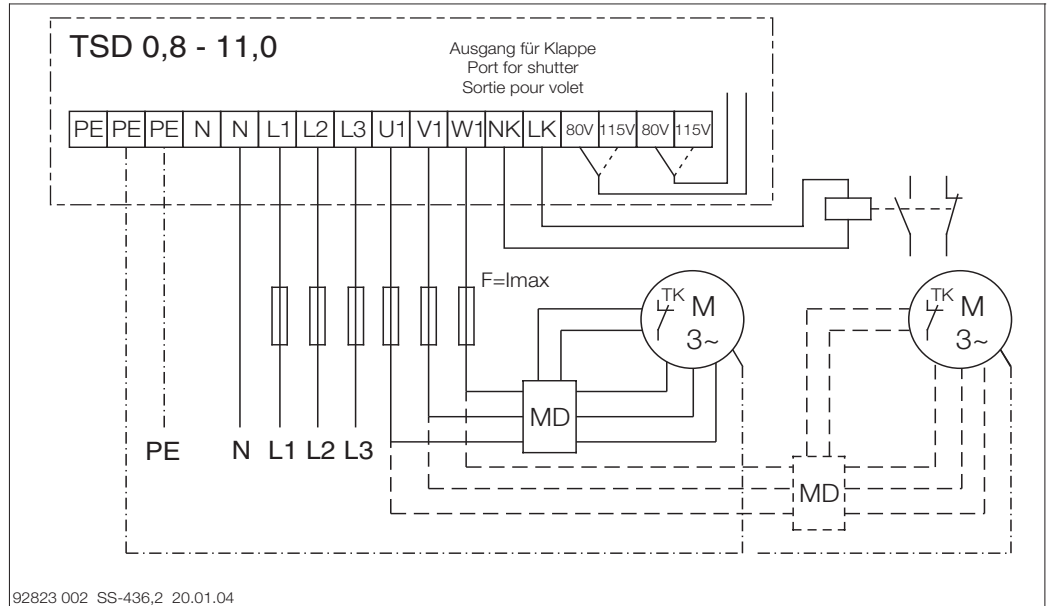 TSD 0,8 - 11,0
Ausgang für Klappe
Port for shutter
Sortie pour volet
PE PE PE N N L1 L2 L3 U1 V1 W1 NK LK 80V 115V 80V 115V
F=Imax
TK M
3~
TK M
3~
MD
PE N L1 L2 L3
MD
92823 002 SS-436,2 20.01.04